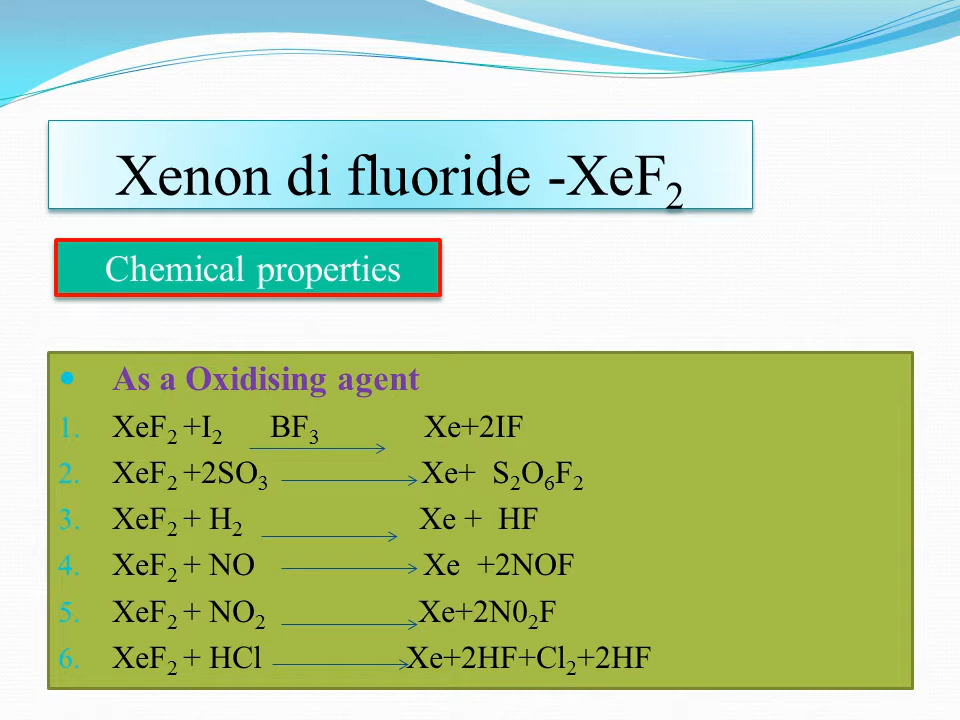 Xenon di fluoride -XeF₂
Chemical properties
• As a Oxidising agent
1. XeF₂ +I₂ BF₃ Xe+2IF
2. XeF₂ +2SO₃ Xe+ S₂O₆F₂
3. XeF₂ + H₂ Xe + HF
4. XeF₂ + NO Xe +2NOF
5. XeF₂ + NO₂ Xe+2N0₂F
6. XeF₂ + HCl Xe+2HF+Cl₂+2HF